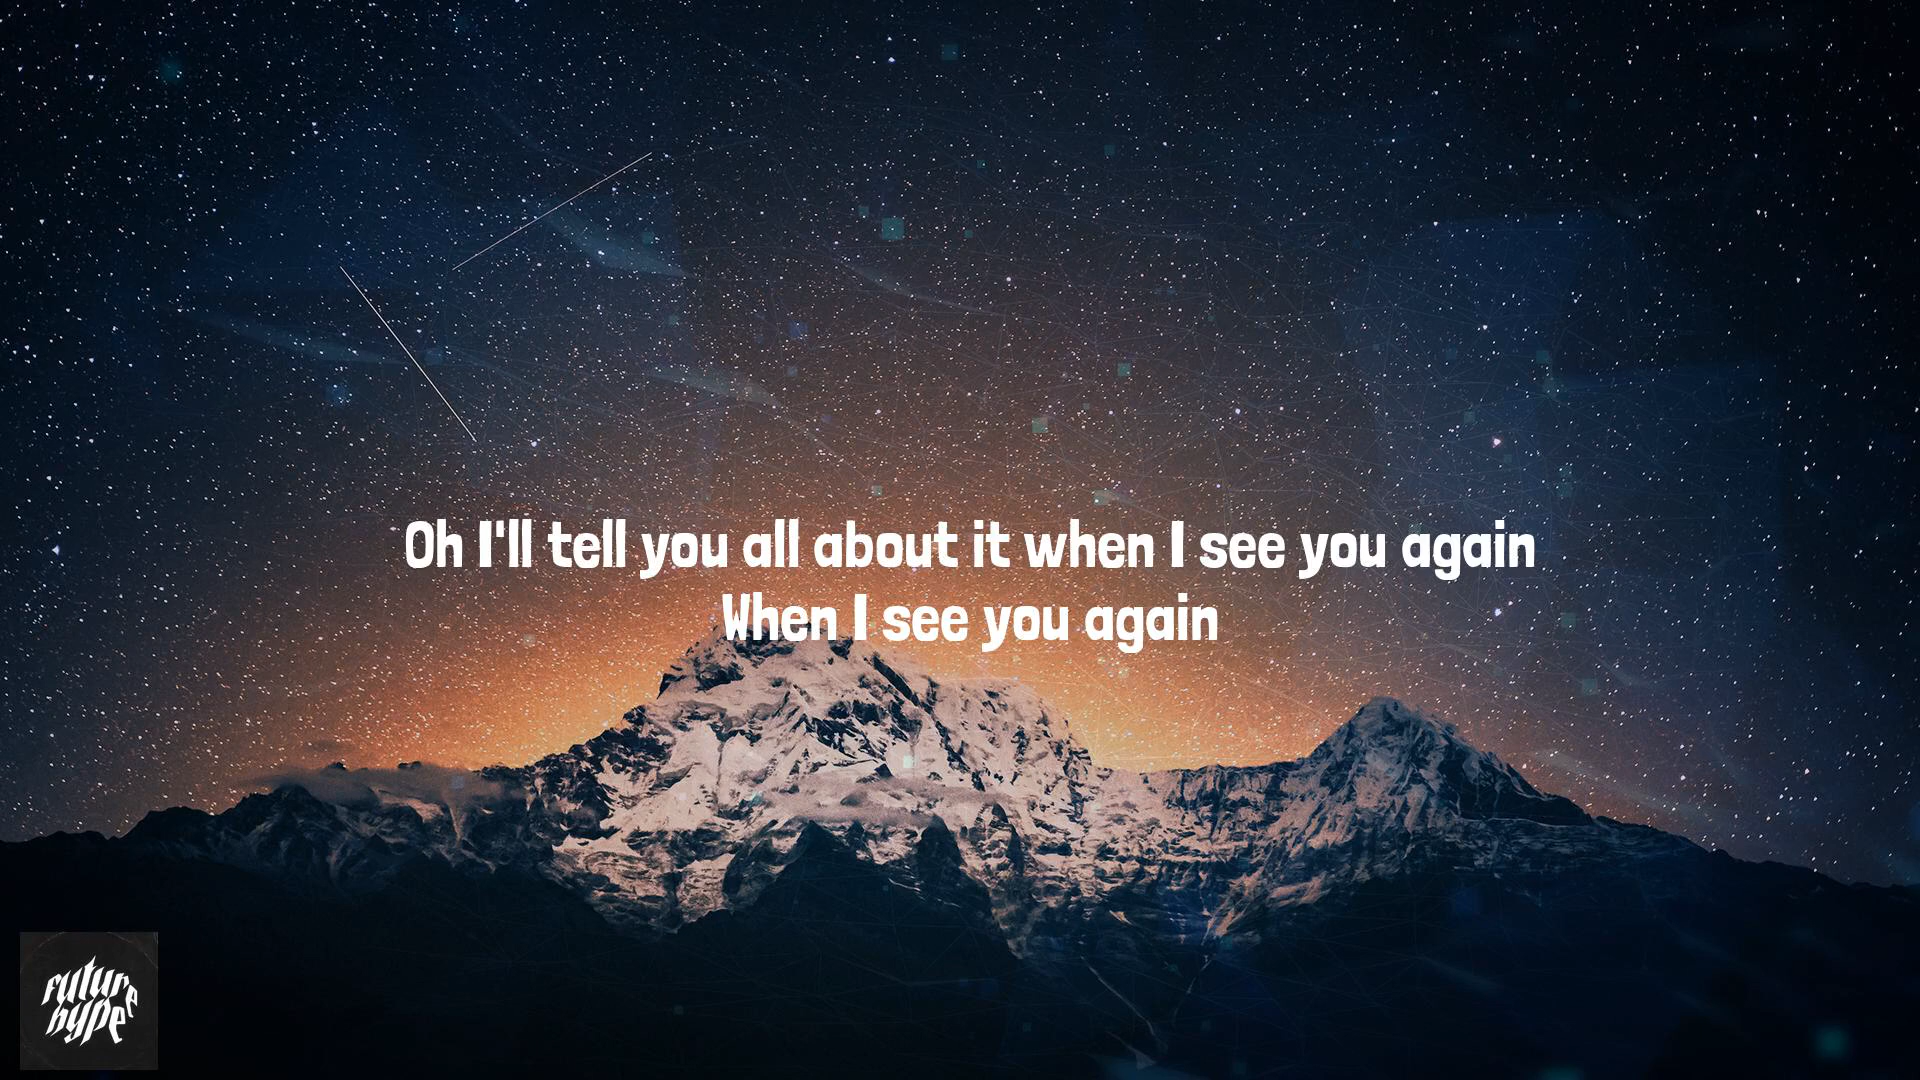 Oh I'll tell you all about it when I see you again
When I see you again
future
hype